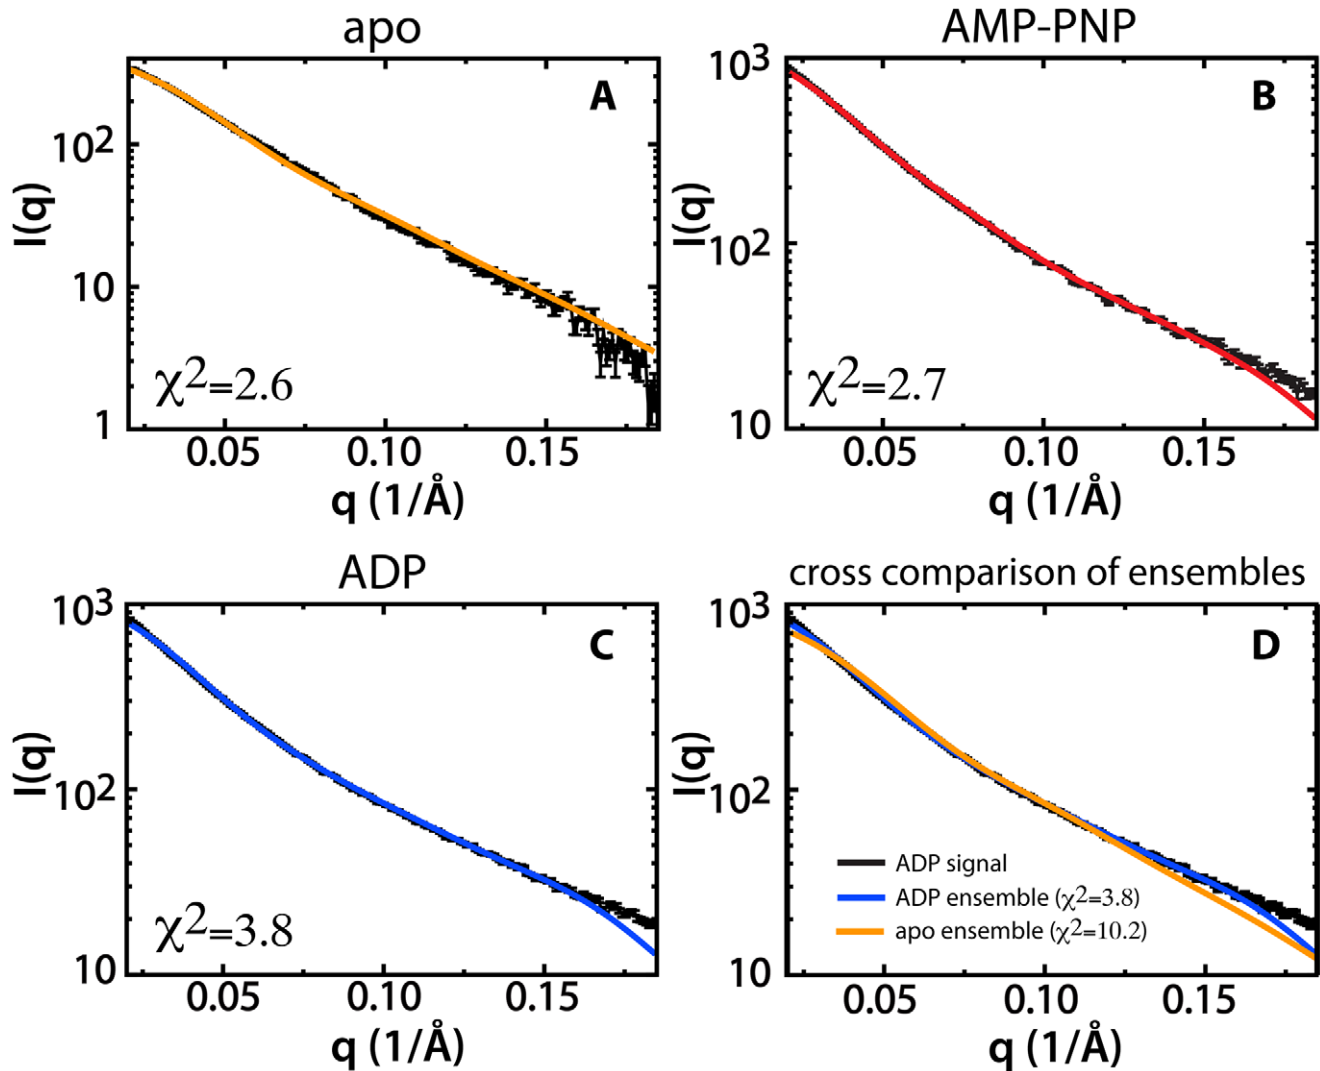 apo
A
I(q)
10²
10
1
χ2=2.6
0.05 0.10 0.15
q (1/Å)
AMP-PNP
B
I(q)
10³
10²
10
χ2=2.7
0.05 0.10 0.15
q (1/Å)
ADP
C
I(q)
10³
10²
10
χ2=3.8
0.05 0.10 0.15
q (1/Å)
cross comparison of ensembles
D
I(q)
10³
10²
10
ADP signal
ADP ensemble (χ2=3.8)
apo ensemble (χ2=10.2)
0.05 0.10 0.15
q (1/Å)